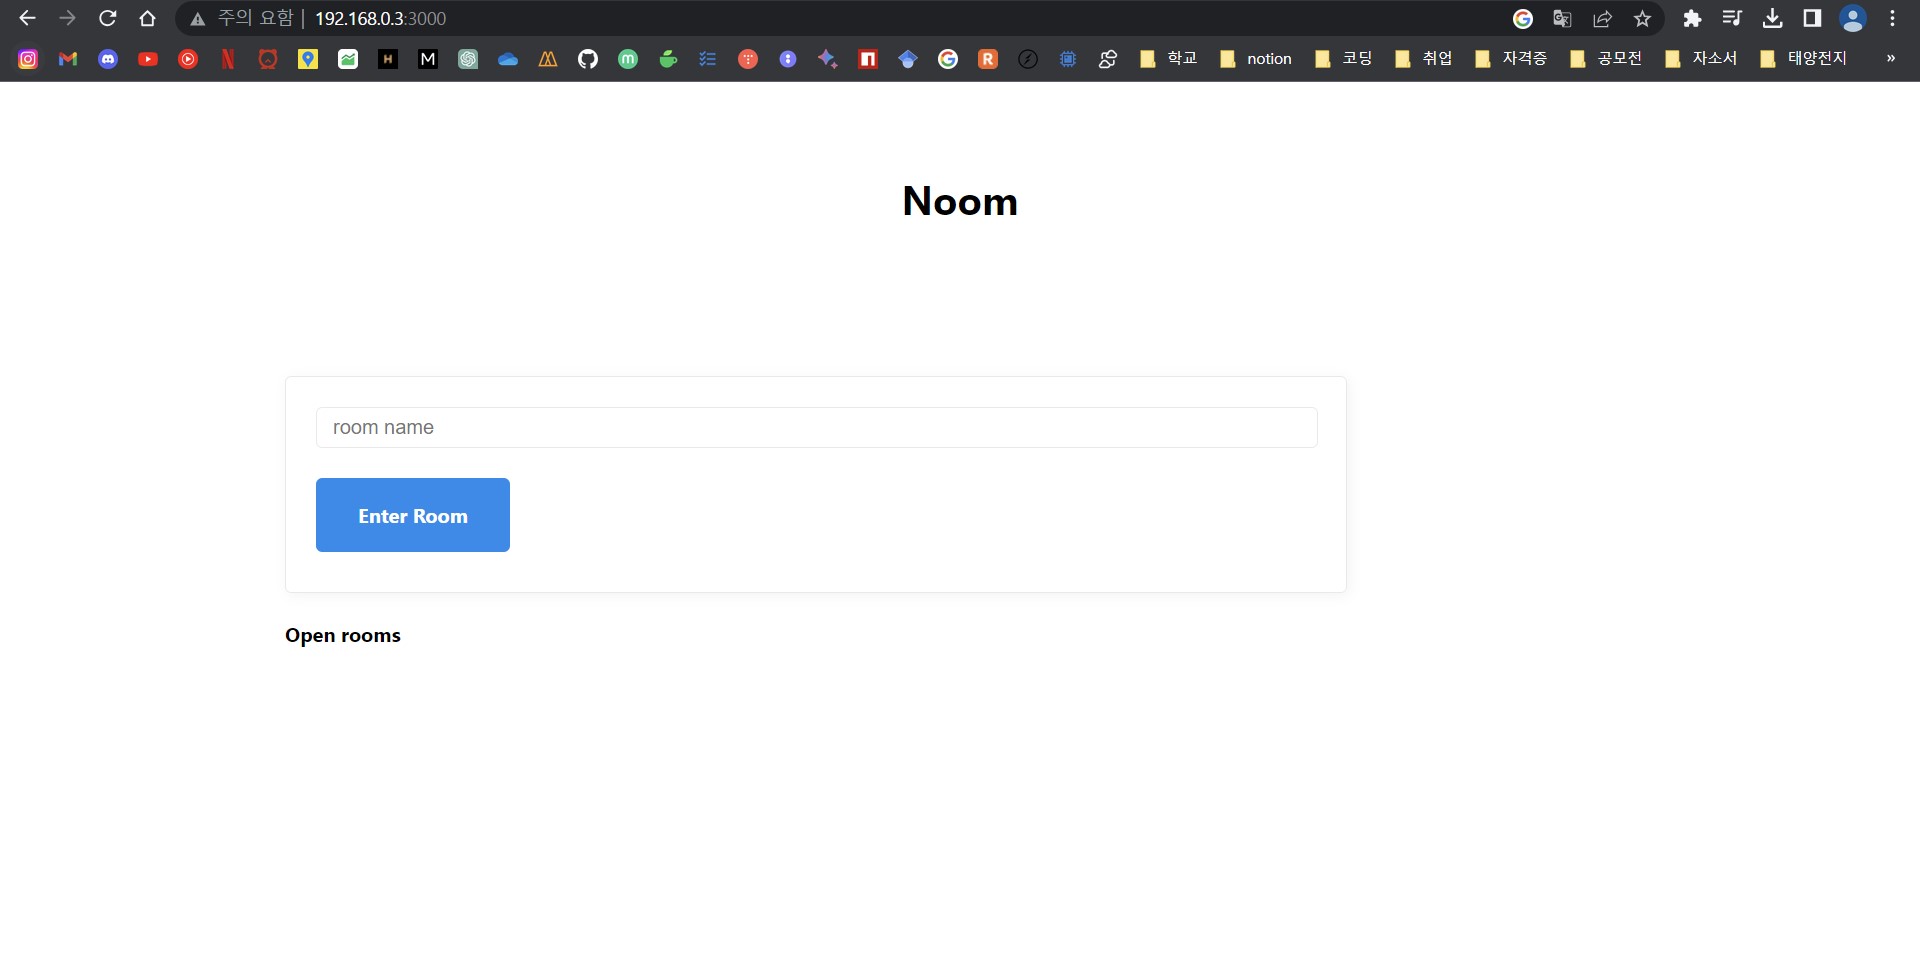 주의 요함 | 192.168.0.3:3000
학교 notion 코딩 취업 자격증 공모전 자소서 태양전지 »
Noom
room name
Enter Room
Open rooms